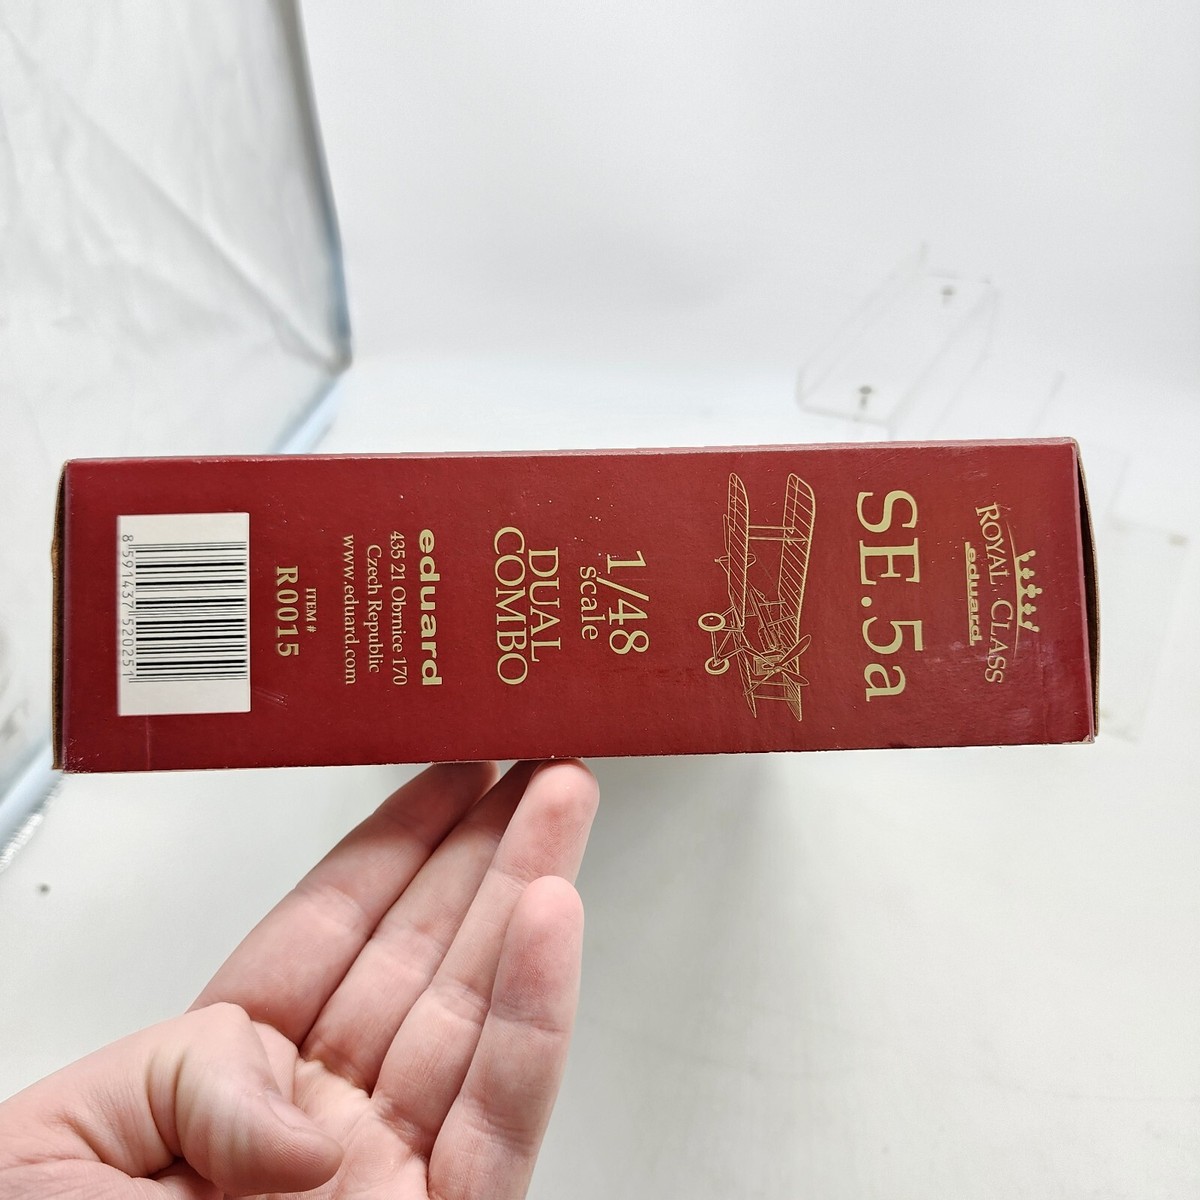 ROYAL CLASS
eduard
SE.5a
1/48
scale
DUAL
COMBO
eduard
435 21 Obrnice 170
Czech Republic
www.eduard.com
ITEM #
R0015
8 591437 520251